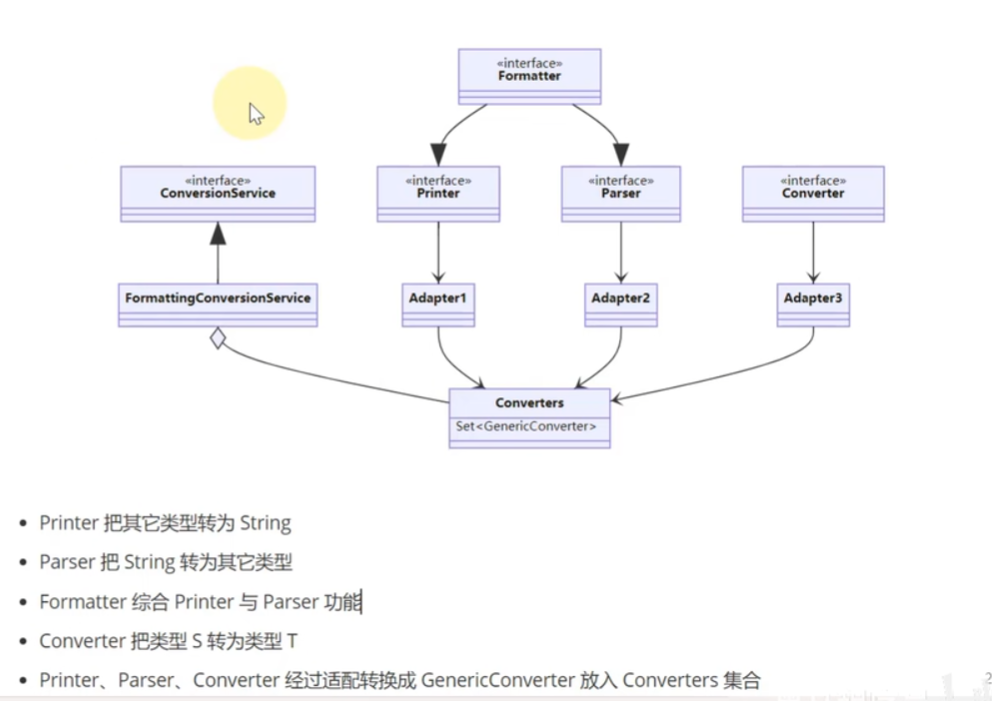 «interface»
Formatter
«interface»
ConversionService
«interface»
Printer
«interface»
Parser
«interface»
Converter
FormattingConversionService
Adapter1
Adapter2
Adapter3
Converters
Set<GenericConverter>
• Printer 把其它类型转为 String
• Parser 把 String 转为其它类型
• Formatter 综合 Printer 与 Parser 功能
• Converter 把类型 S 转为类型 T
• Printer、Parser、Converter 经过适配转换成 GenericConverter 放入 Converters 集合